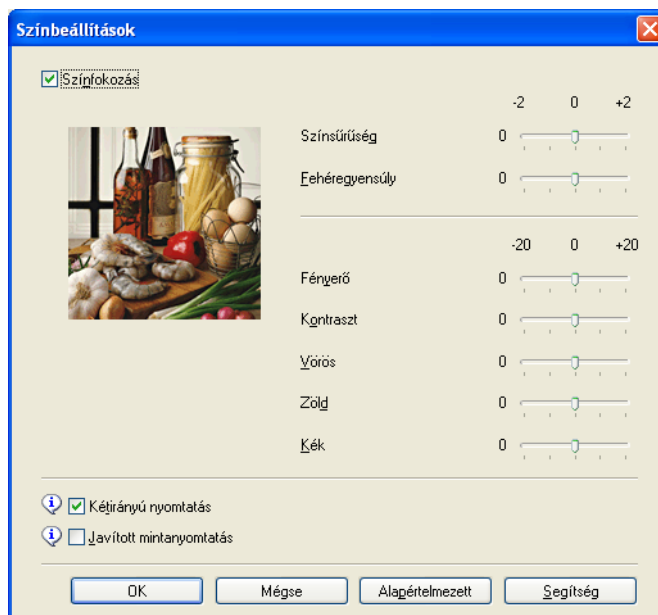 Színbeállítások
Színfokozás
-2 0 +2
Színsűrűség 0
Fehéregyensúly 0
-20 0 +20
Fényerő 0
Kontraszt 0
Vörös 0
Zöld 0
Kék 0
Kétirányú nyomtatás
Javított mintanyomtatás
OK Mégse Alapértelmezett Segítség